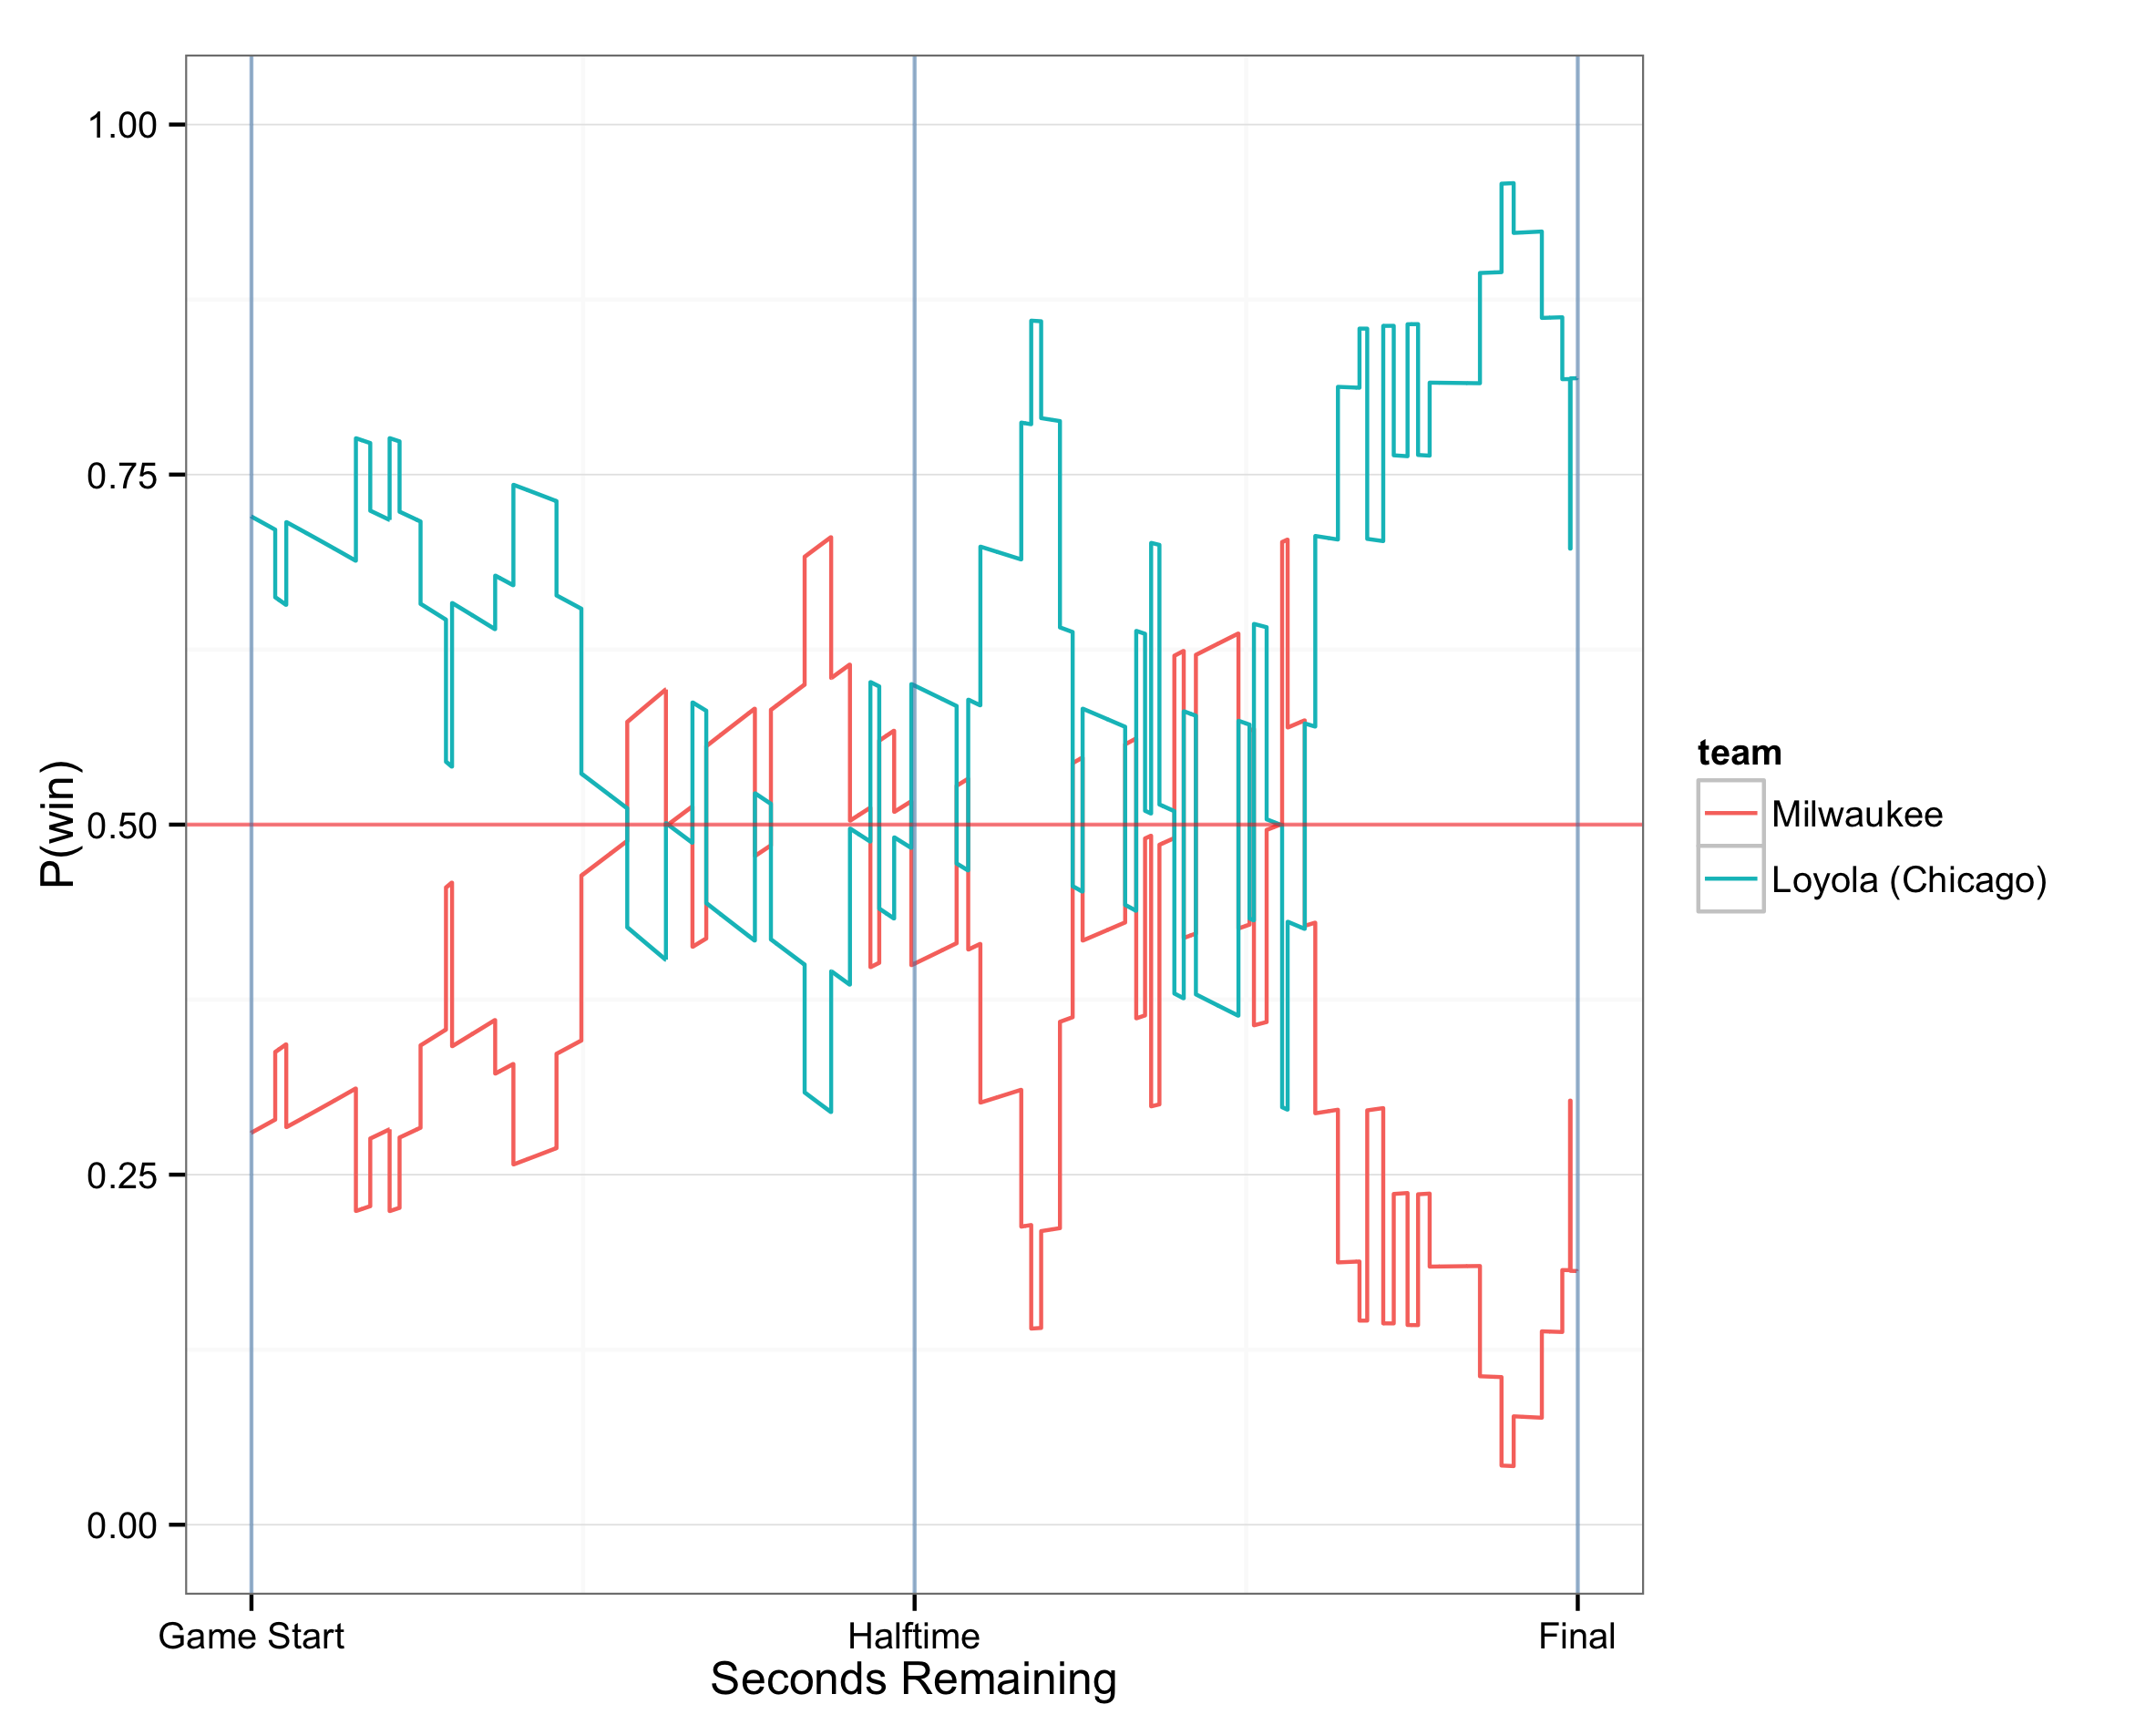 1.00
0.75
0.50
0.25
0.00
P(win)
Game Start
Halftime
Final
Seconds Remaining
team
Milwaukee
Loyola (Chicago)